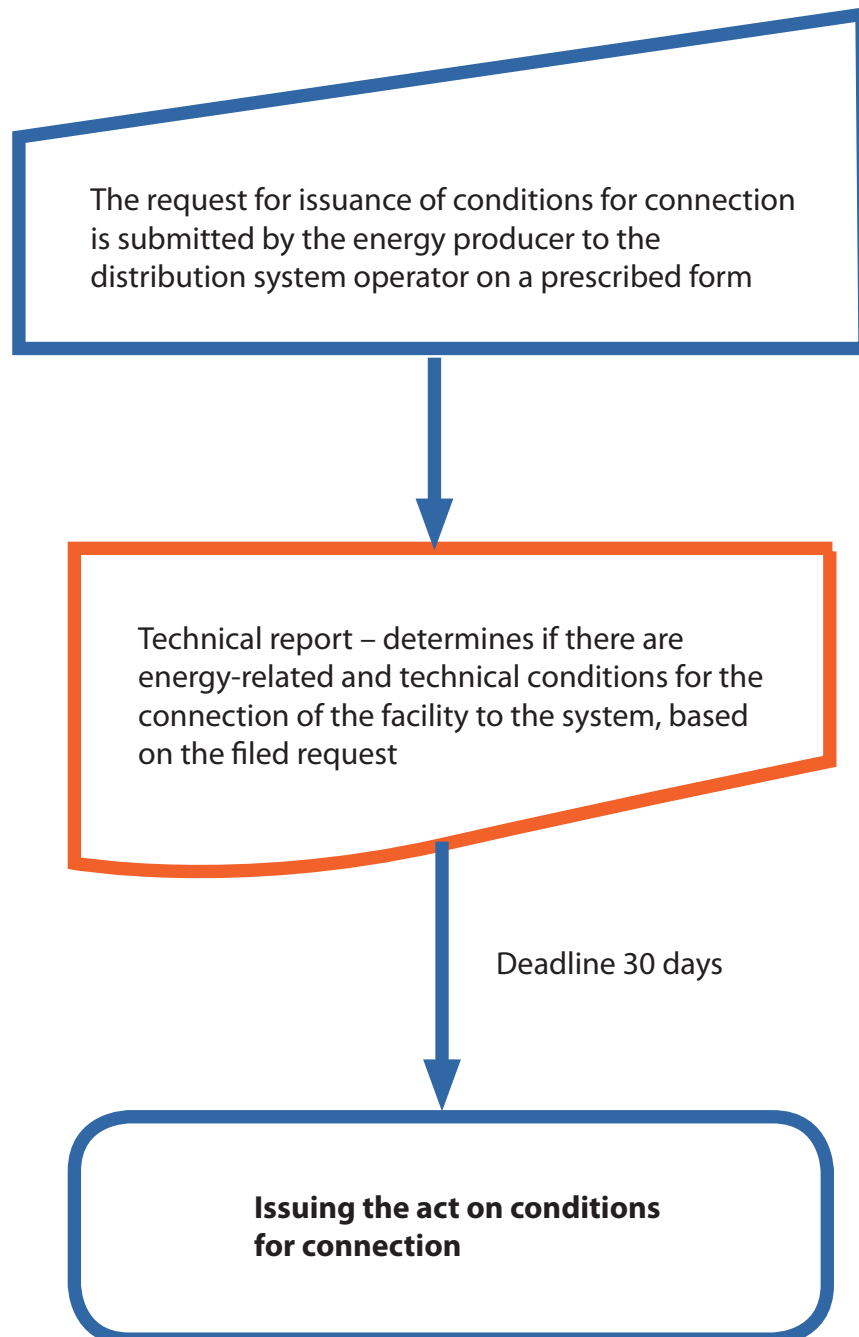 The request for issuance of conditions for connection
is submitted by the energy producer to the
distribution system operator on a prescribed form
Technical report – determines if there are
energy-related and technical conditions for the
connection of the facility to the system, based
on the filed request
Deadline 30 days
Issuing the act on conditions
for connection